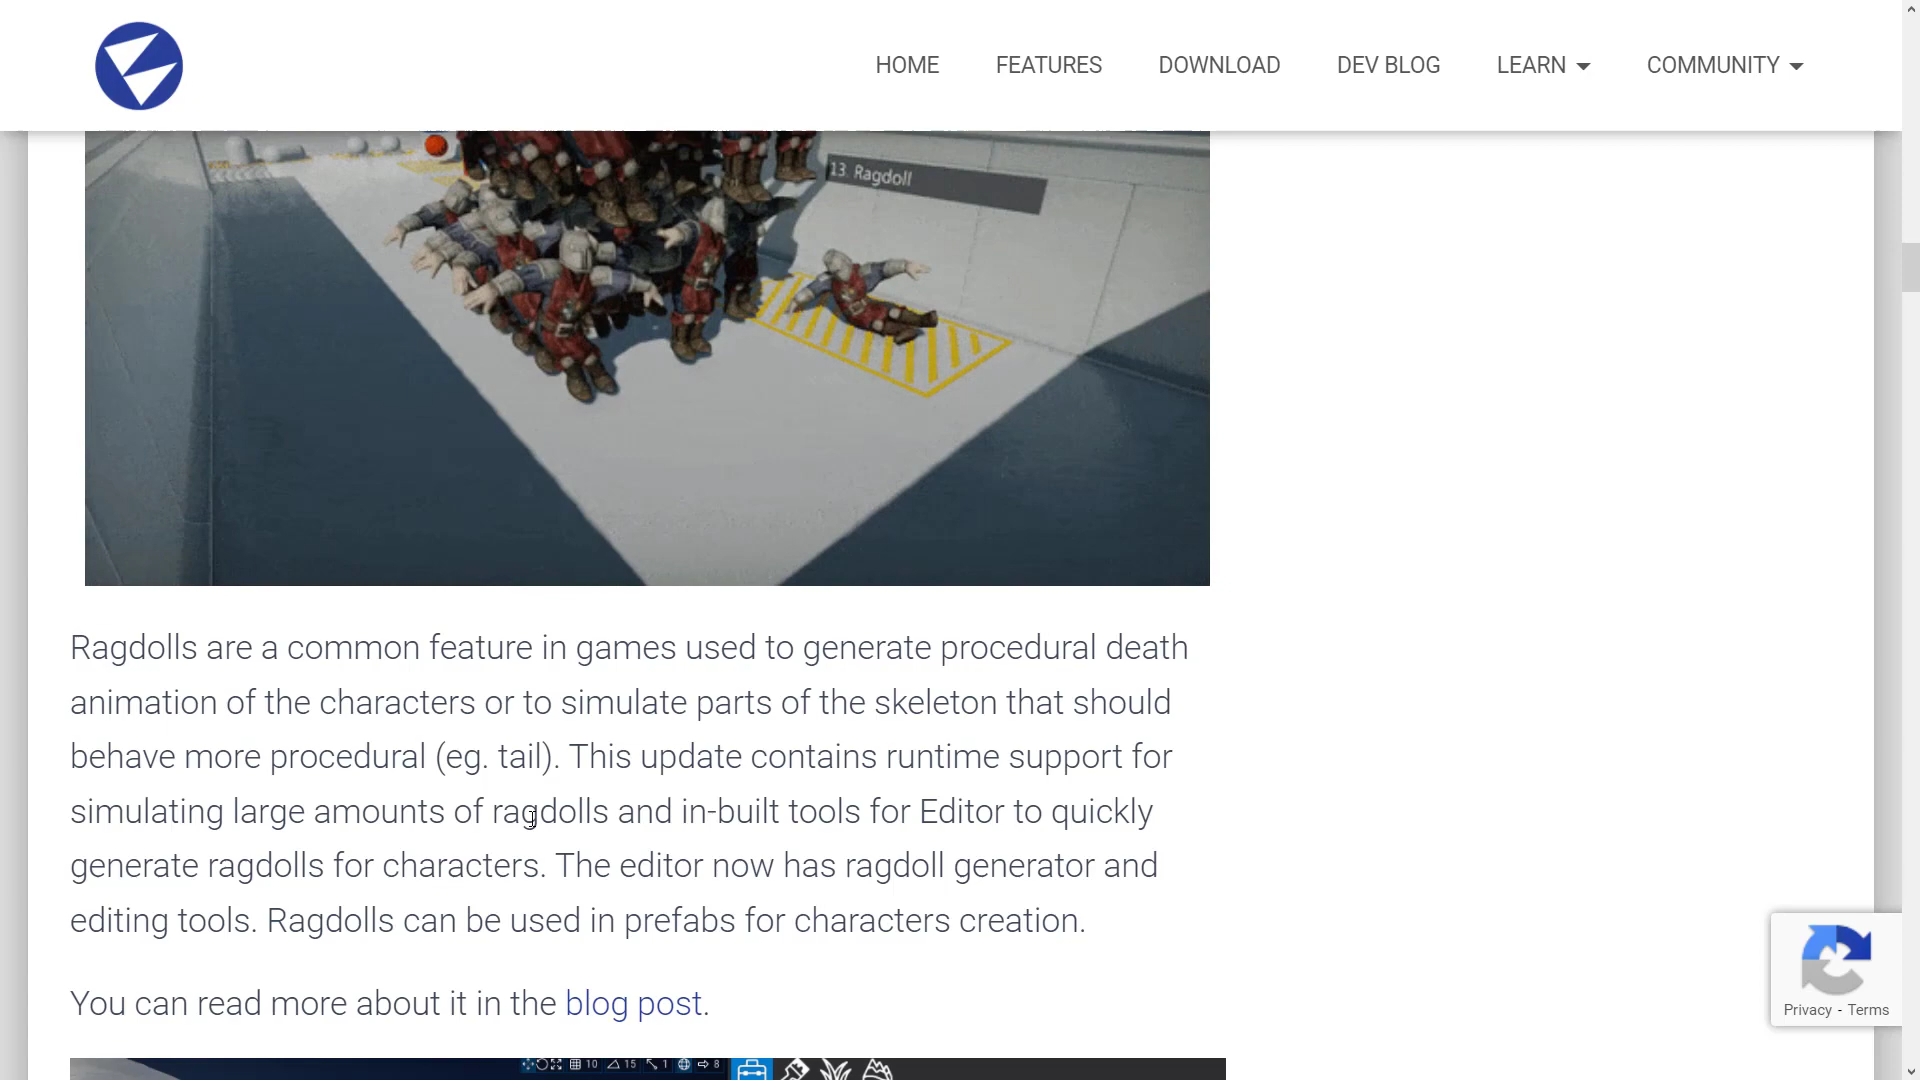 HOME FEATURES DOWNLOAD DEV BLOG LEARN COMMUNITY
13. Ragdoll
Ragdolls are a common feature in games used to generate procedural death
animation of the characters or to simulate parts of the skeleton that should
behave more procedural (eg. tail). This update contains runtime support for
simulating large amounts of ragdolls and in-built tools for Editor to quickly
generate ragdolls for characters. The editor now has ragdoll generator and
editing tools. Ragdolls can be used in prefabs for characters creation.
You can read more about it in the blog post.
Privacy - Terms
10 15 1 8